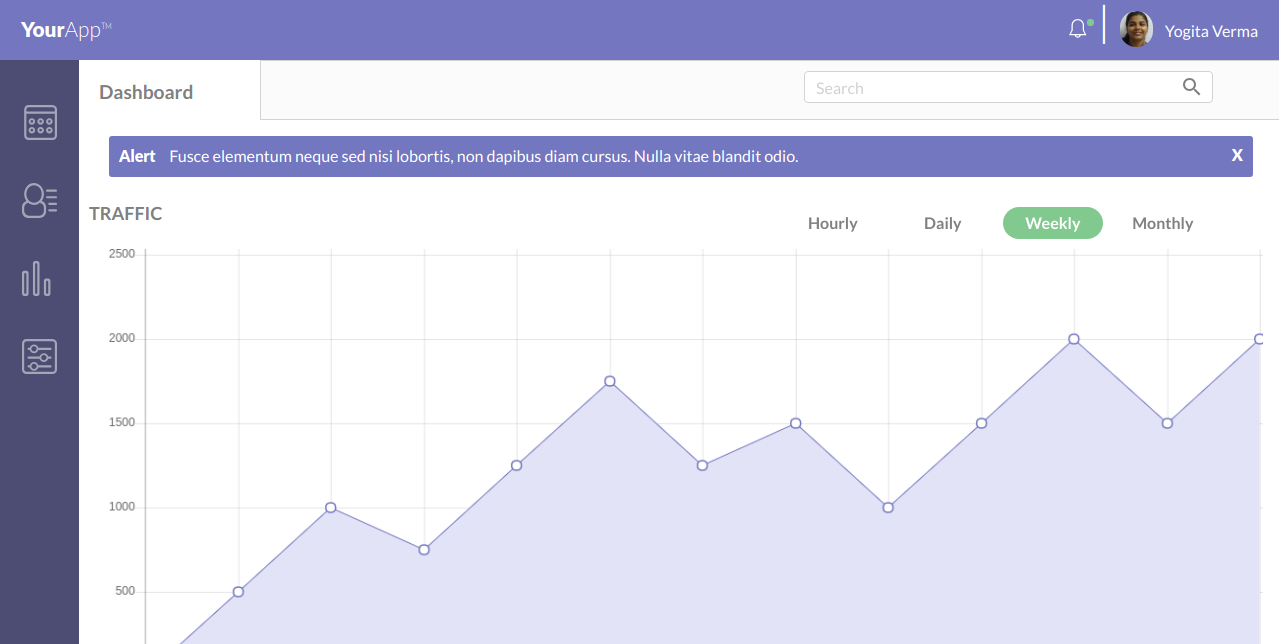 YourApp™
Yogita Verma
Dashboard
Search
Alert Fusce elementum neque sed nisi lobortis, non dapibus diam cursus. Nulla vitae blandit odio. X
TRAFFIC
Hourly Daily Weekly Monthly
2500
2000
1500
1000
500